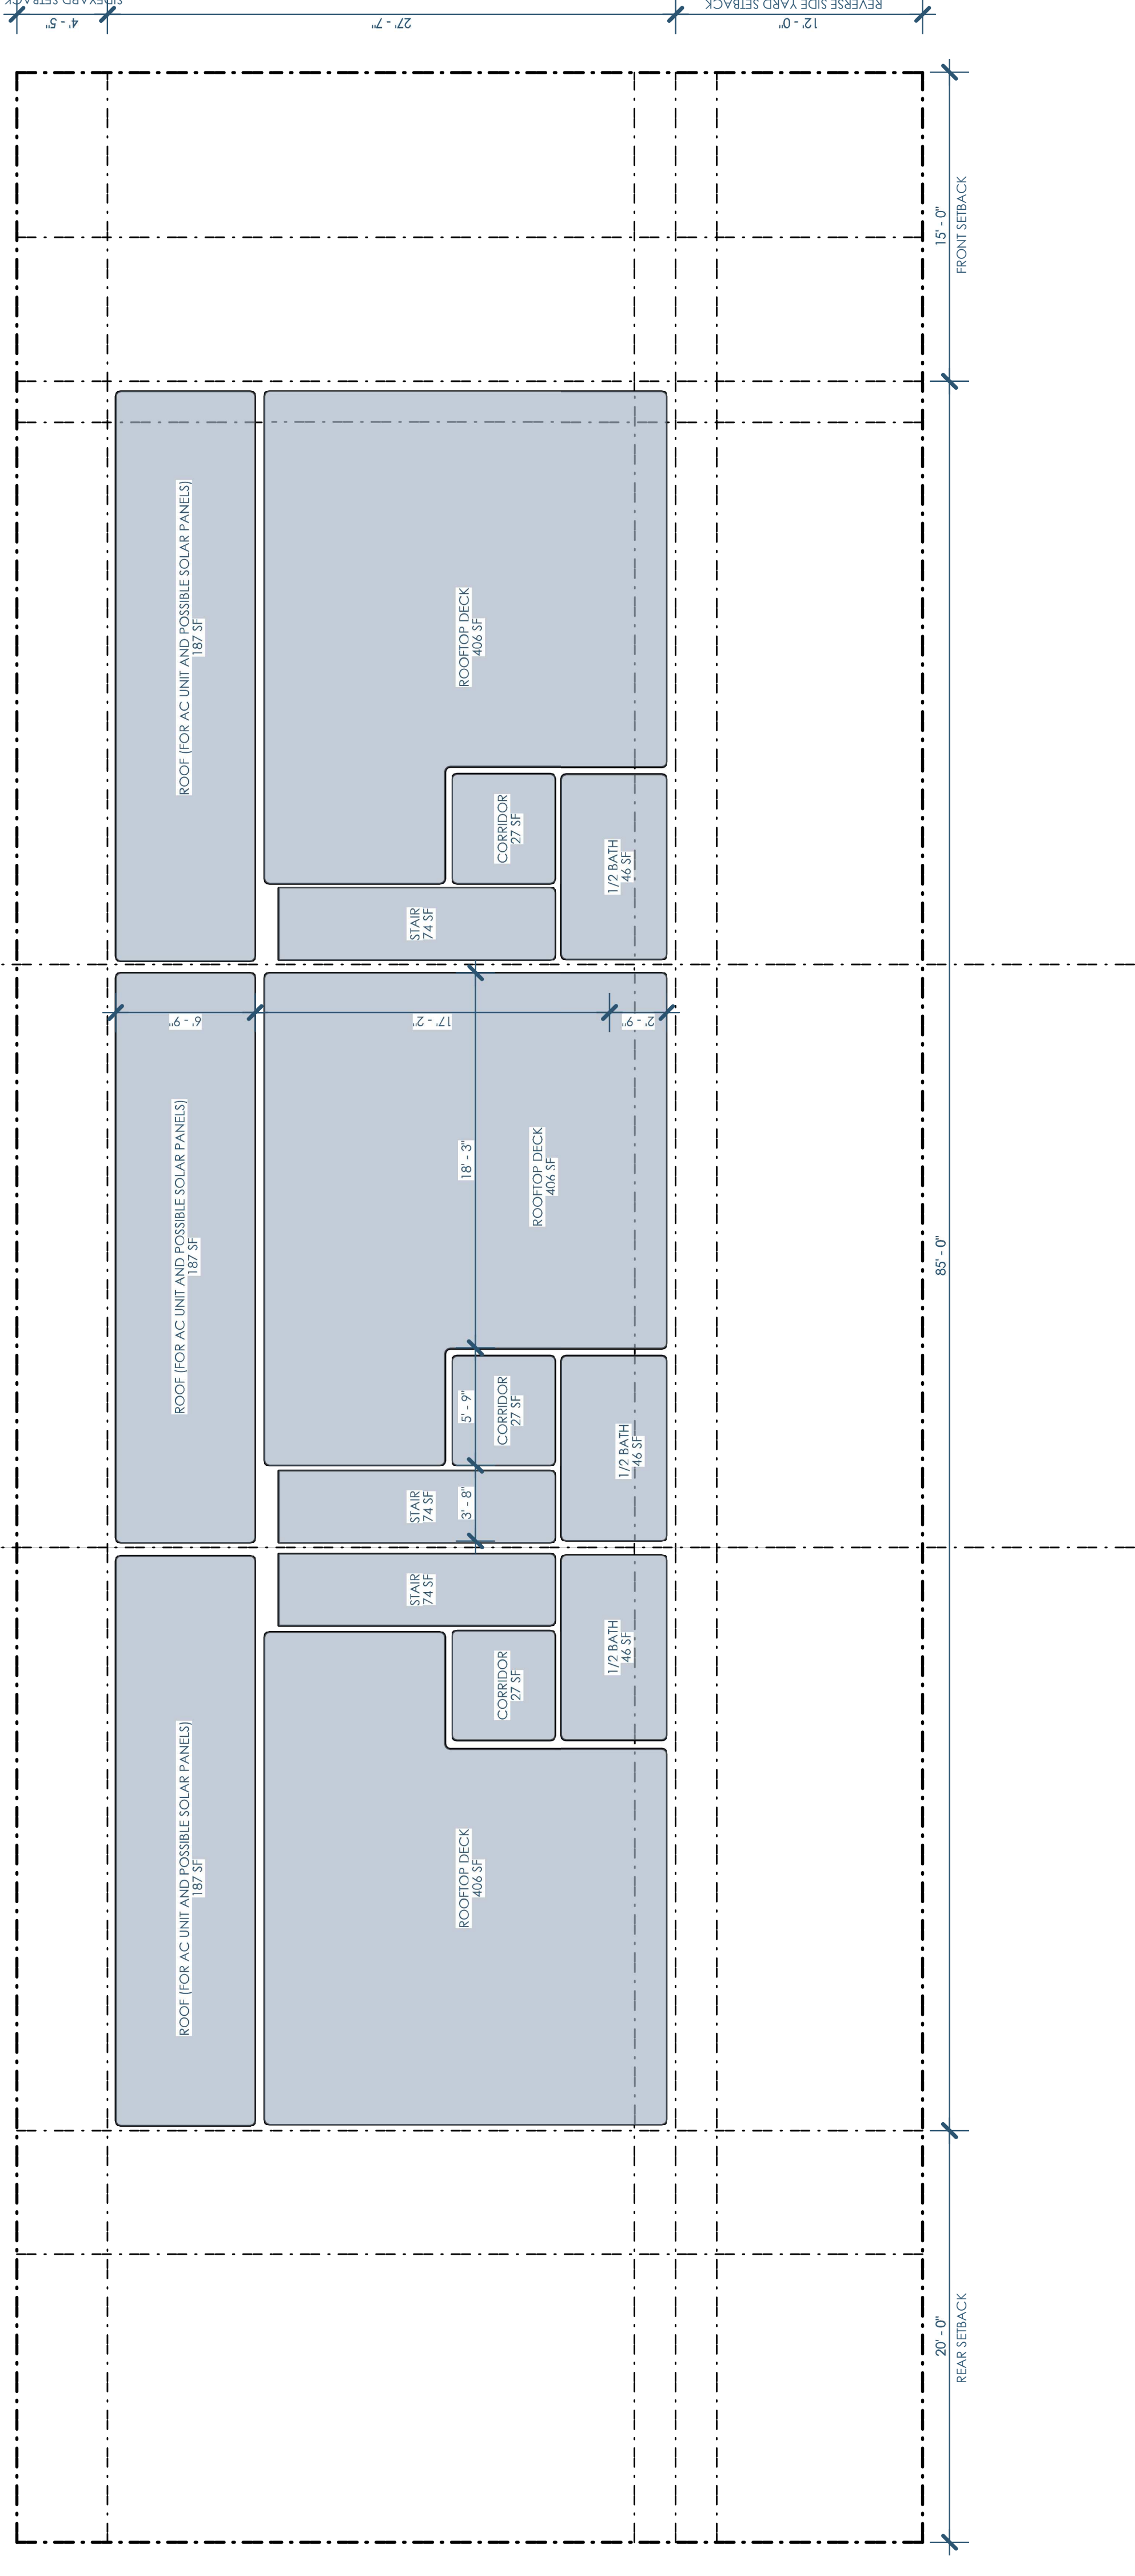 SIDEYARD SETBACK
4' - 5"
27' - 7"
REVERSE SIDE YARD SETBACK
12' - 0"
15' - 0"
FRONT SETBACK
ROOF (FOR AC UNIT AND POSSIBLE SOLAR PANELS)
187 SF
ROOFTOP DECK
406 SF
CORRIDOR
27 SF
1/2 BATH
46 SF
STAIR
74 SF
6' - 9"
17' - 2"
2' - 9"
18' - 3"
ROOFTOP DECK
406 SF
ROOF (FOR AC UNIT AND POSSIBLE SOLAR PANELS)
187 SF
85' - 0"
5' - 9"
CORRIDOR
27 SF
1/2 BATH
46 SF
STAIR
74 SF
3' - 8"
STAIR
74 SF
1/2 BATH
46 SF
CORRIDOR
27 SF
ROOF (FOR AC UNIT AND POSSIBLE SOLAR PANELS)
187 SF
ROOFTOP DECK
406 SF
20' - 0"
REAR SETBACK